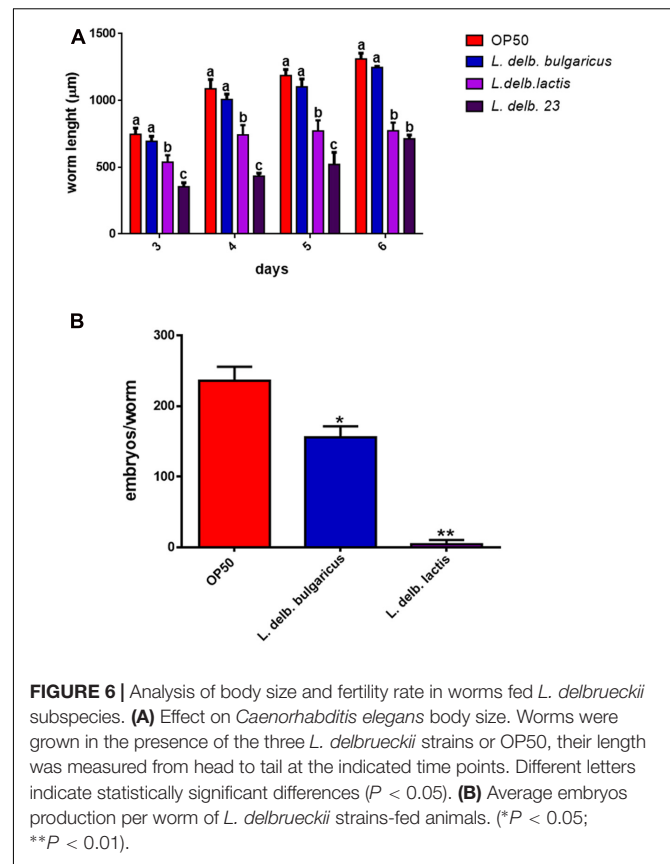 A
1500
1000
500
0
worm lenght (µm)
a a b c
a a b c
a a b c
a a b b
3 4 5 6
days
OP50
L. delb. bulgaricus
L.delb.lactis
L. delb. 23
B
300
200
100
0
embryos/worm
*
**
OP50
L. delb. bulgaricus
L. delb. lactis
FIGURE 6 | Analysis of body size and fertility rate in worms fed L. delbrueckii
subspecies. (A) Effect on Caenorhabditis elegans body size. Worms were
grown in the presence of the three L. delbrueckii strains or OP50, their length
was measured from head to tail at the indicated time points. Different letters
indicate statistically significant differences (P < 0.05). (B) Average embryos
production per worm of L. delbrueckii strains-fed animals. (*P < 0.05;
**P < 0.01).